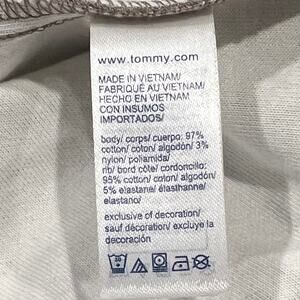 www.tommy.com
MADE IN VIETNAM/
FABRIQUÉ AU VIETNAM/
HECHO EN VIETNAM
CON INSUMOS
IMPORTADOS/
body/ corps/ cuerpo: 97%
cotton/ coton/ algodón/ 3%
nylon/ poliamida/
rib/ bord côte/ cordoncillo:
95% cotton/ coton/ algodón/
5% elastane/ élasthanne/
elastano/
exclusive of decoration/
sauf décoration/ excluye la
decoración